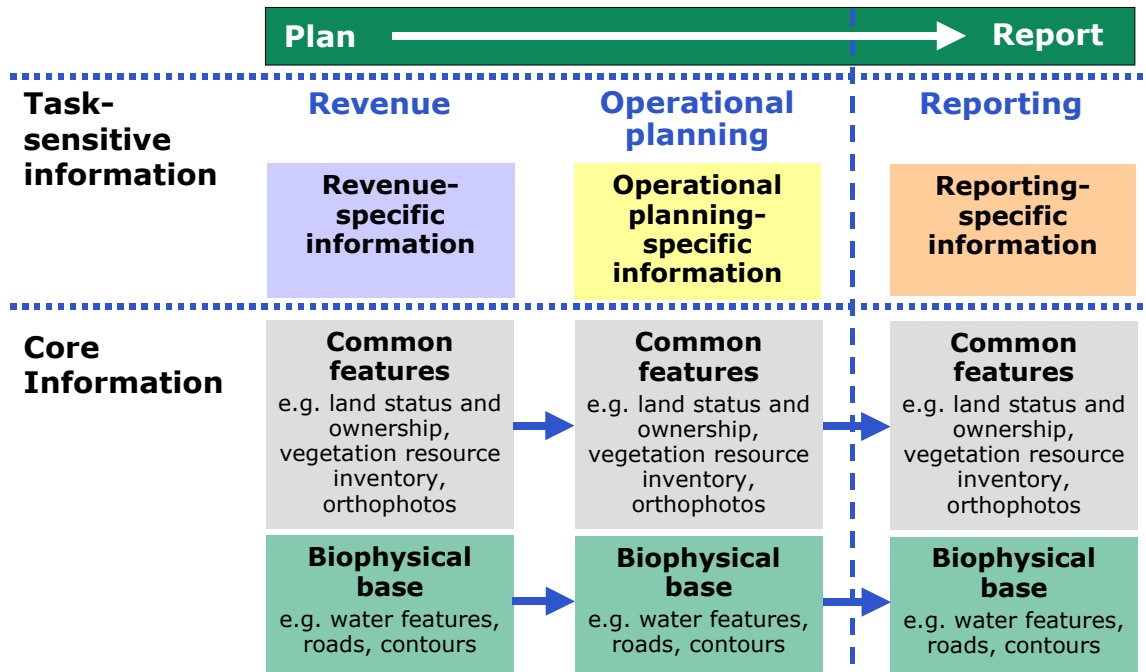 Plan
Report
Task-
sensitive
information
Revenue
Operational
planning
Reporting
Revenue-
specific
information
Operational
planning-
specific
information
Reporting-
specific
information
Core
Information
Common
features
e.g. land status and
ownership,
vegetation resource
inventory,
orthophotos
Common
features
e.g. land status and
ownership,
vegetation resource
inventory,
orthophotos
Common
features
e.g. land status and
ownership,
vegetation resource
inventory,
orthophotos
Biophysical
base
e.g. water features,
roads, contours
Biophysical
base
e.g. water features,
roads, contours
Biophysical
base
e.g. water features,
roads, contours